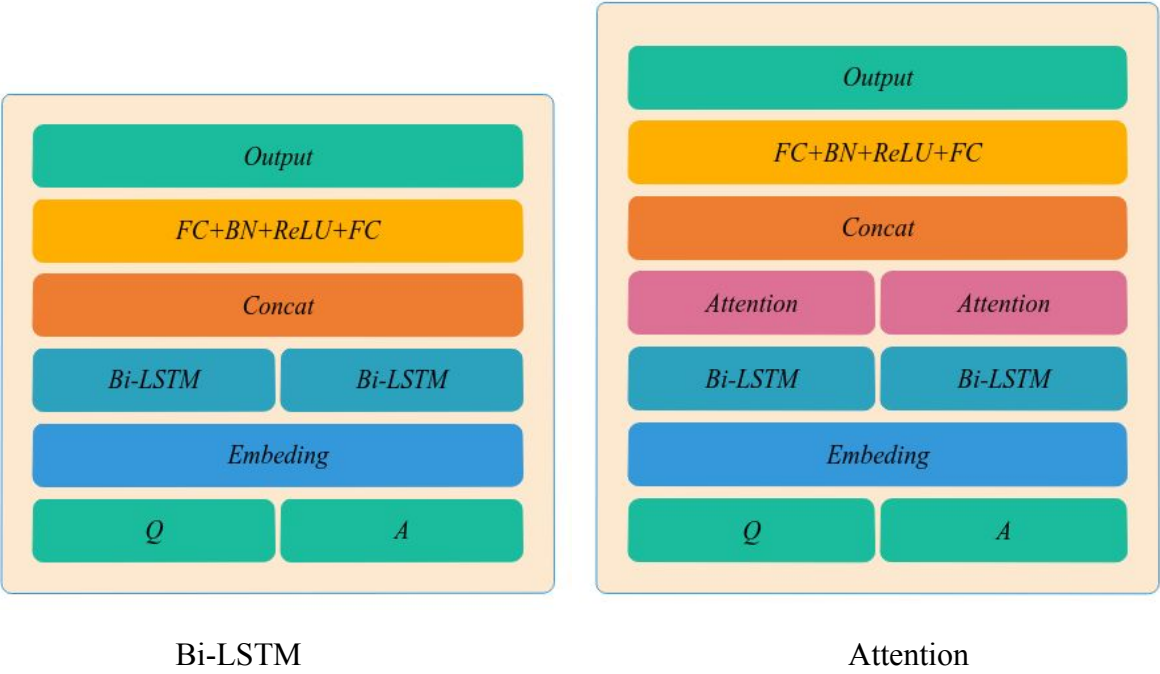 Output
FC+BN+ReLU+FC
Concat
Bi-LSTM Bi-LSTM
Embeding
Q A
Bi-LSTM
Output
FC+BN+ReLU+FC
Concat
Attention Attention
Bi-LSTM Bi-LSTM
Embeding
Q A
Attention